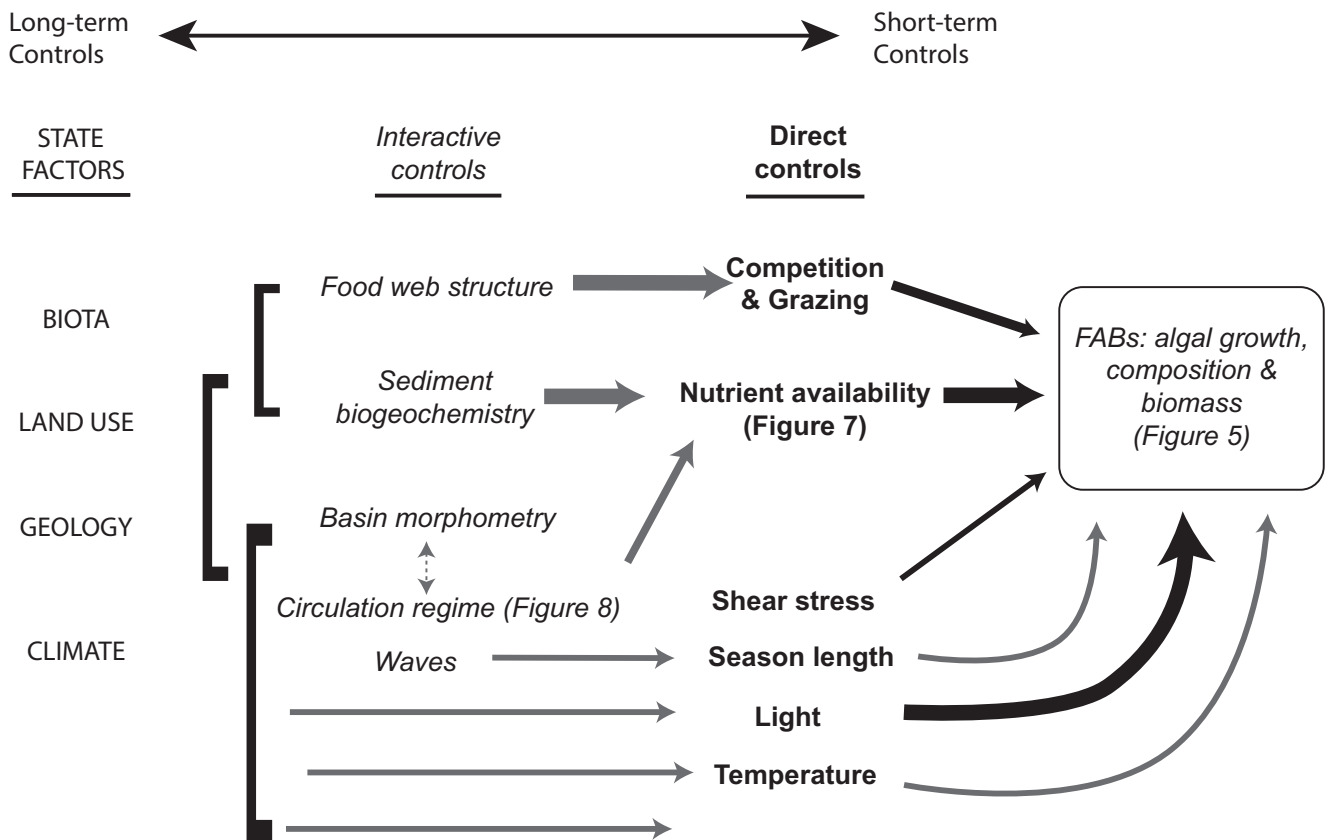 Long-term
Controls
Short-term
Controls
STATE
FACTORS
Interactive
controls
Direct
controls
BIOTA
LAND USE
GEOLOGY
CLIMATE
Food web structure
Sediment
biogeochemistry
Basin morphometry
Circulation regime (Figure 8)
Waves
Competition
& Grazing
Nutrient availability
(Figure 7)
Shear stress
Season length
Light
Temperature
FABs: algal growth,
composition &
biomass
(Figure 5)